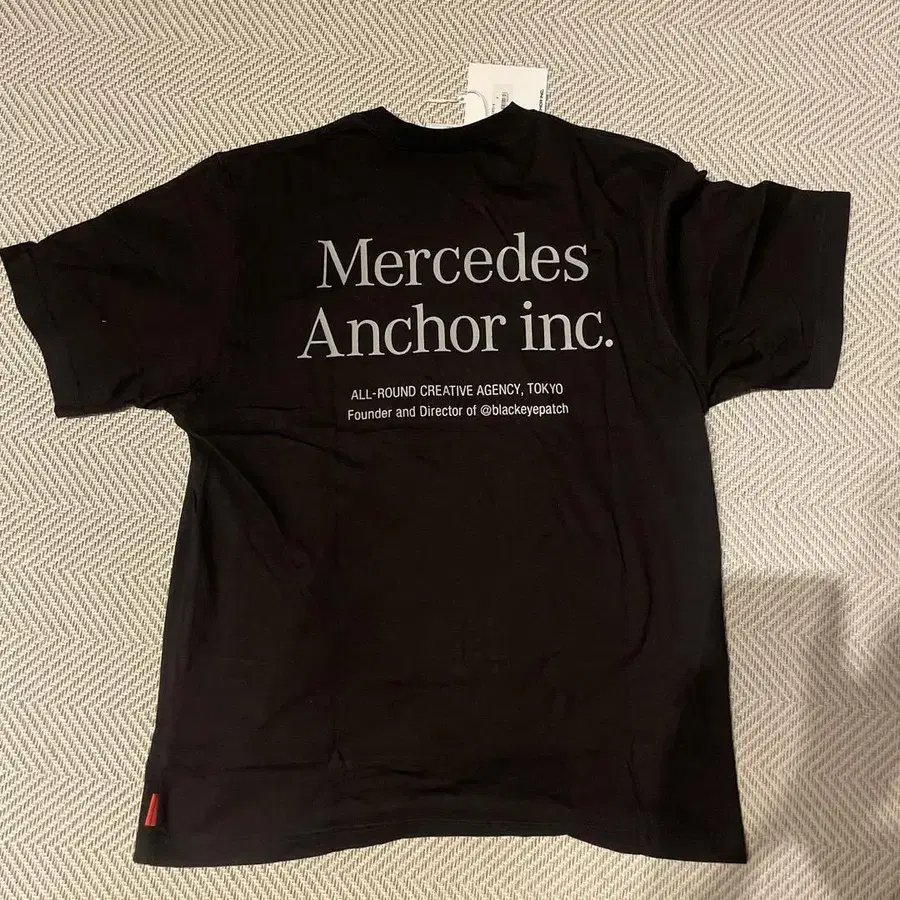 Mercedes
Anchor inc.
ALL-ROUND CREATIVE AGENCY, TOKYO
Founder and Director of @blackeyepatch